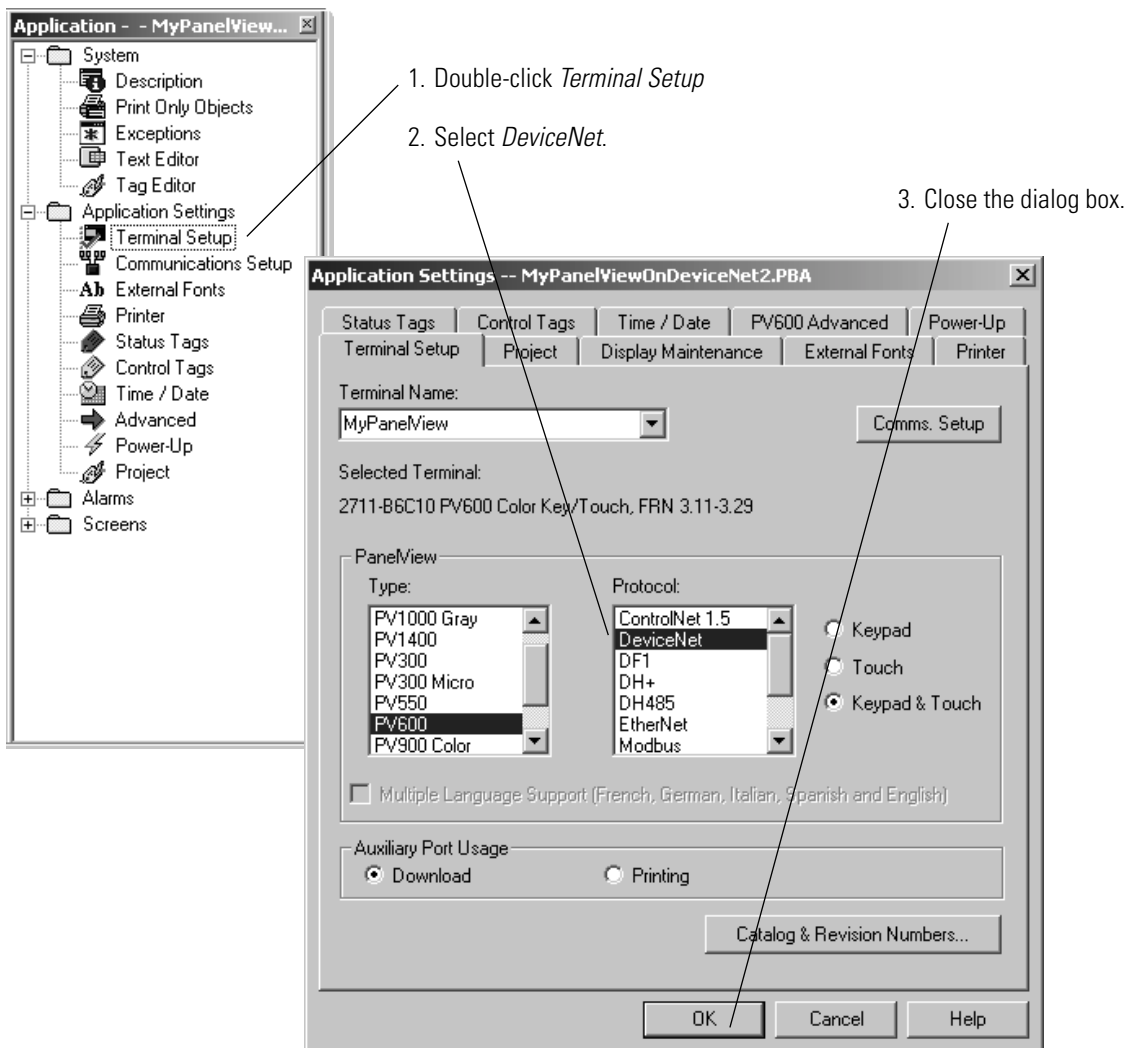 Application - - MyPanelView...
System
Description
Print Only Objects
Exceptions
Text Editor
Tag Editor
Application Settings
Terminal Setup
Communications Setup
Ab External Fonts
Printer
Status Tags
Control Tags
Time / Date
Advanced
Power-Up
Project
Alarms
Screens
1. Double-click Terminal Setup
2. Select DeviceNet.
3. Close the dialog box.
Application Settings -- MyPanelViewOnDeviceNet2.PBA
Status Tags Control Tags Time / Date PV600 Advanced Power-Up
Terminal Setup Project Display Maintenance External Fonts Printer
Terminal Name:
MyPanelView
Comms. Setup
Selected Terminal:
2711-B6C10 PV600 Color Key/Touch, FRN 3.11-3.29
PanelView
Type:
PV1000 Gray
PV1400
PV300
PV300 Micro
PV550
PV600
PV900 Color
Protocol:
ControlNet 1.5
DeviceNet
DF1
DH+
DH485
EtherNet
Modbus
Keypad
Touch
Keypad & Touch
Multiple Language Support (French, German, Italian, Spanish and English)
Auxiliary Port Usage
Download Printing
Catalog & Revision Numbers...
OK Cancel Help